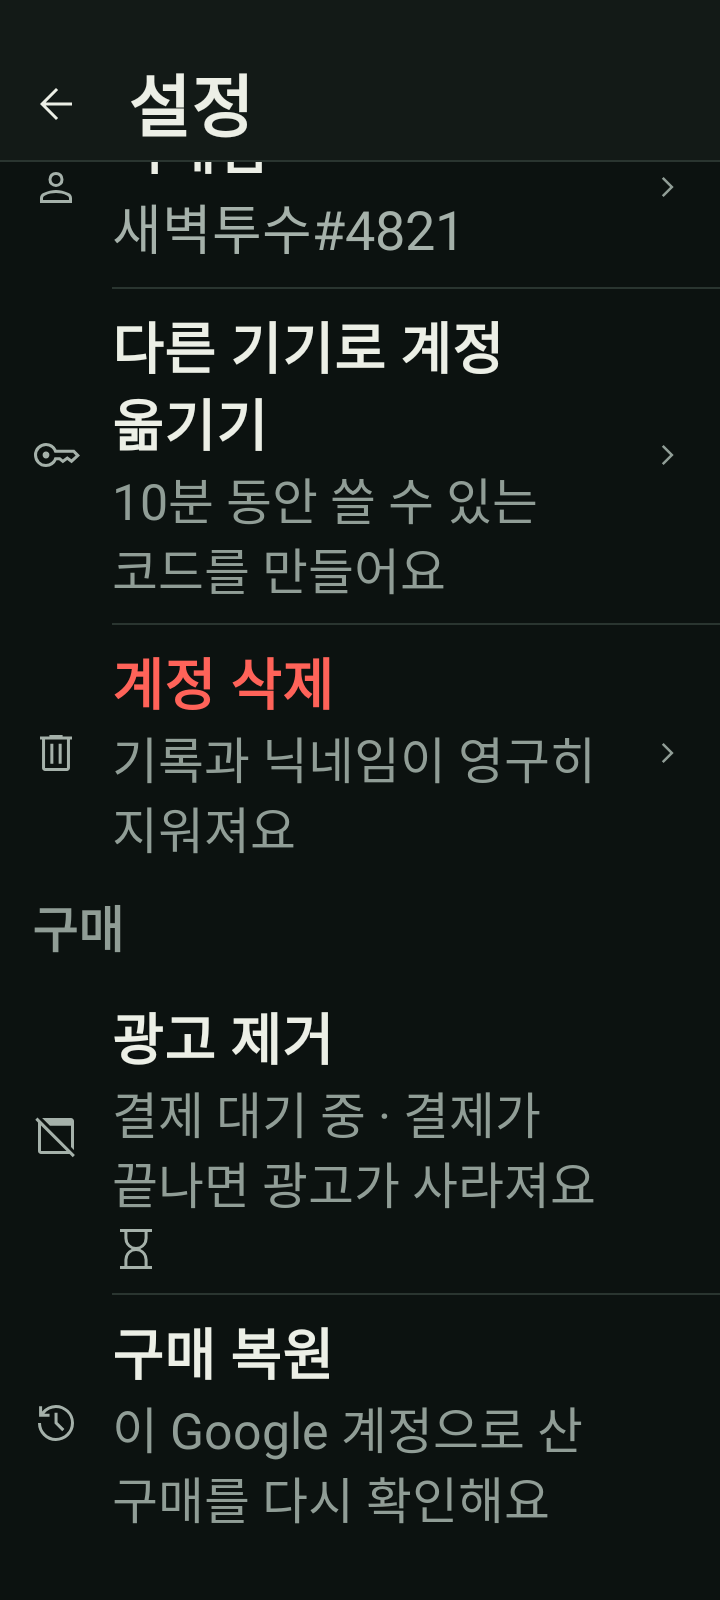 설정
새벽투수#4821
다른 기기로 계정
옮기기
10분 동안 쓸 수 있는
코드를 만들어요
계정 삭제
기록과 닉네임이 영구히
지워져요
구매
광고 제거
결제 대기 중 · 결제가
끝나면 광고가 사라져요
구매 복원
이 Google 계정으로 산
구매를 다시 확인해요